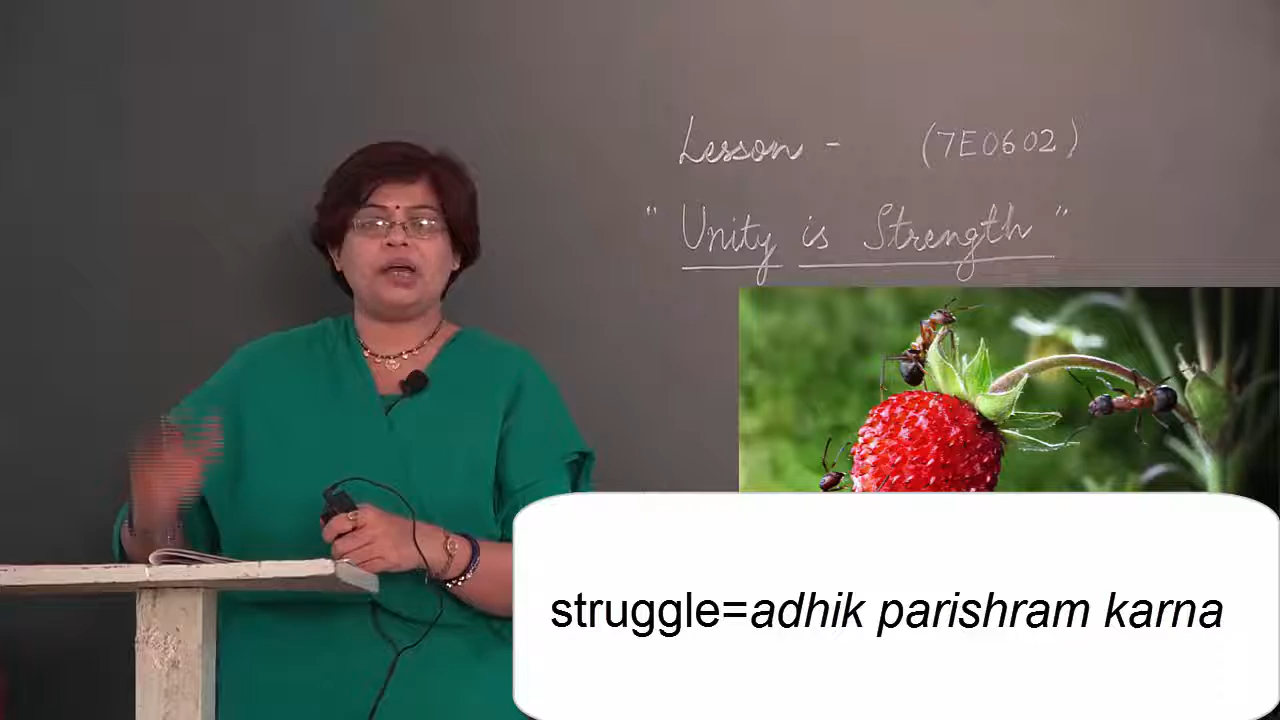 Lesson - (7E0602)
"Unity is Strength"
struggle=adhik parishram karna